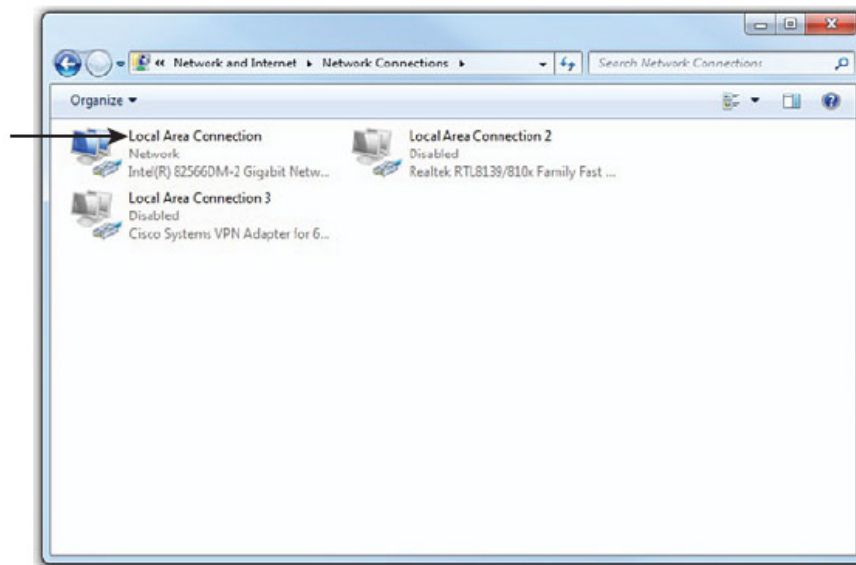 « Network and Internet ▸ Network Connections ▸
Search Network Connections
Organize
Local Area Connection
Network
Intel(R) 82566DM-2 Gigabit Netw...
Local Area Connection 2
Disabled
Realtek RTL8139/810x Family Fast ...
Local Area Connection 3
Disabled
Cisco Systems VPN Adapter for 6...